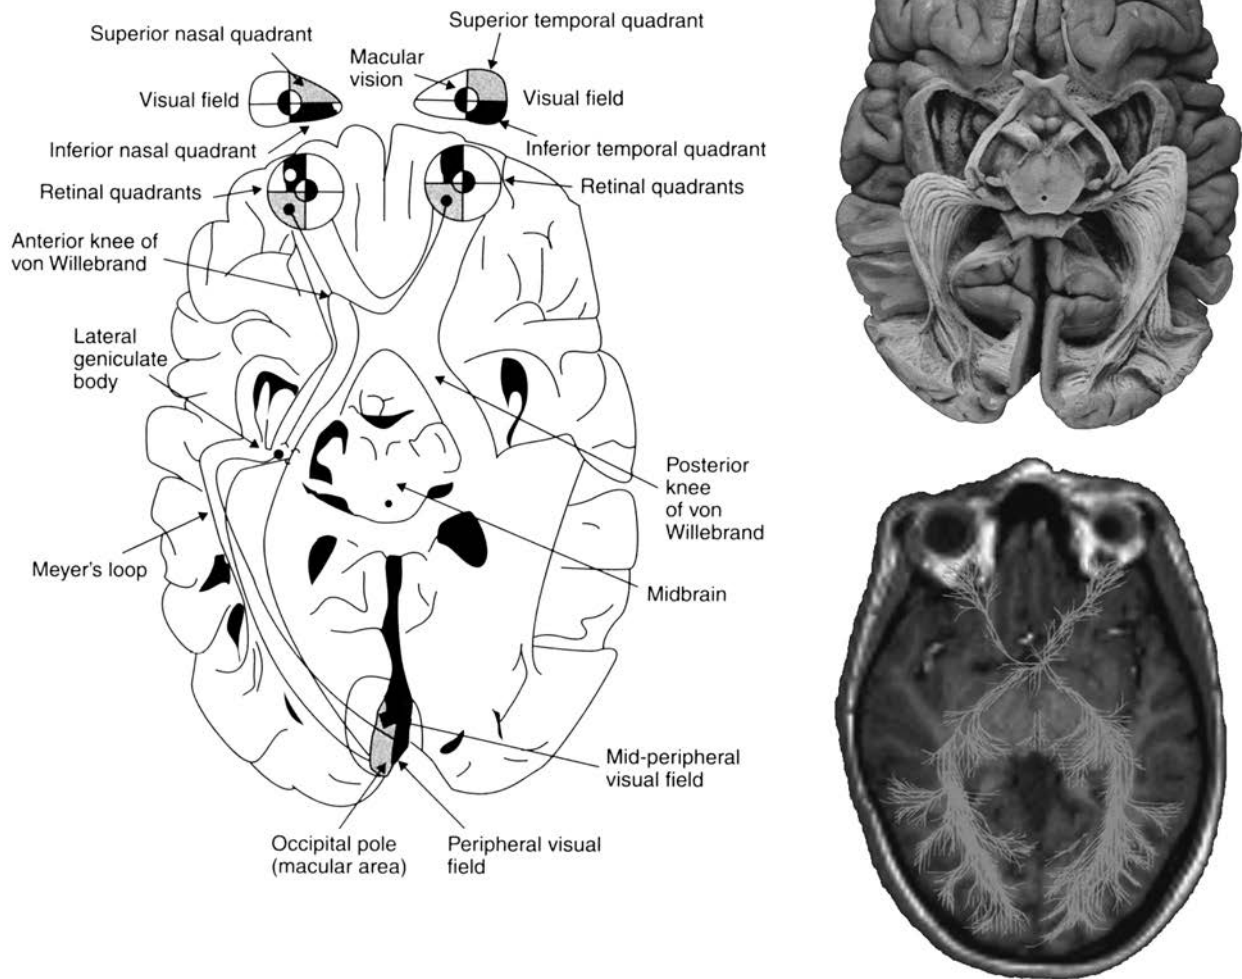 Superior temporal quadrant
Superior nasal quadrant
Macular
vision
Visual field
Visual field
Inferior nasal quadrant
Inferior temporal quadrant
Retinal quadrants
Retinal quadrants
Anterior knee of
von Willebrand
Lateral
geniculate
body
Posterior
knee
of von
Willebrand
Meyer's loop
Midbrain
Mid-peripheral
visual field
Occipital pole
(macular area)
Peripheral visual
field